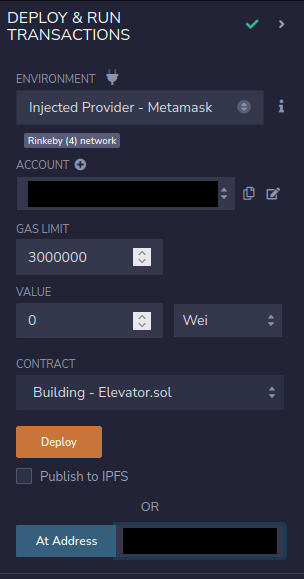 DEPLOY & RUN
TRANSACTIONS
ENVIRONMENT
Injected Provider - Metamask
Rinkeby (4) network
ACCOUNT
GAS LIMIT
3000000
VALUE
0 Wei
CONTRACT
Building - Elevator.sol
Deploy
Publish to IPFS
OR
At Address